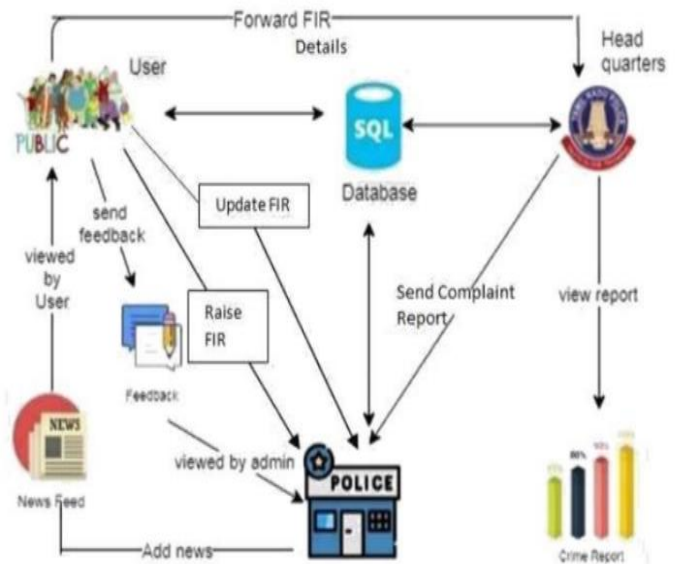 Forward FIR
Details
Head
quarters
User
PUBLIC
SQL
Database
Update FIR
send
feedback
viewed
by
User
Raise
FIR
Send Complaint
Report
view report
Feedback
NEWS
News Feed
viewed by admin
POLICE
80%
Add news
Crime Report